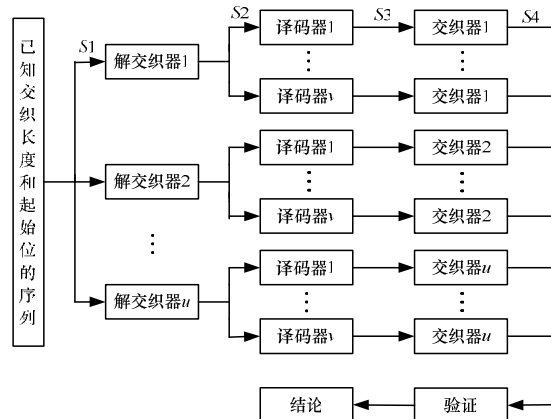 已知交织长度和起始位的序列
S1
S2
S3
S4
解交织器1
译码器1
交织器1
⋮
⋮
译码器v
交织器1
解交织器2
译码器1
交织器2
⋮
⋮
译码器v
交织器2
⋮
解交织器u
译码器1
交织器u
⋮
⋮
译码器v
交织器u
结论
验证